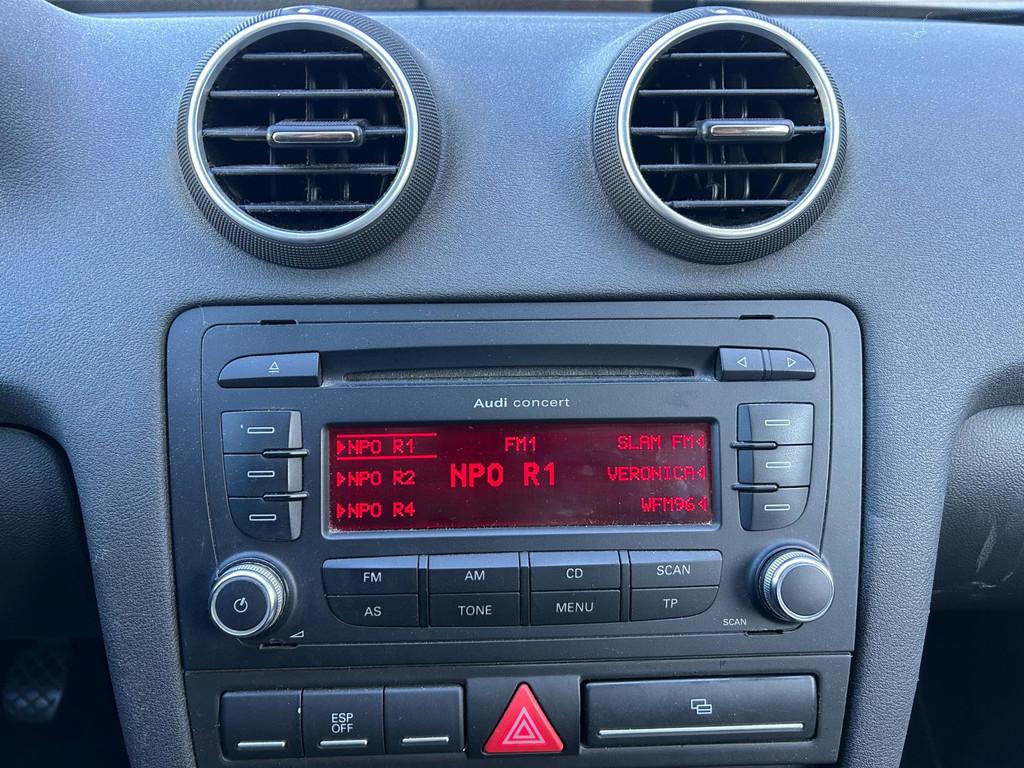 Audi concert
NPO R1 FM1 SLAM FM
NPO R2 NPO R1 VERONICA
NPO R4 WFM96
FM AM CD SCAN
AS TONE MENU TP
SCAN
ESP
OFF